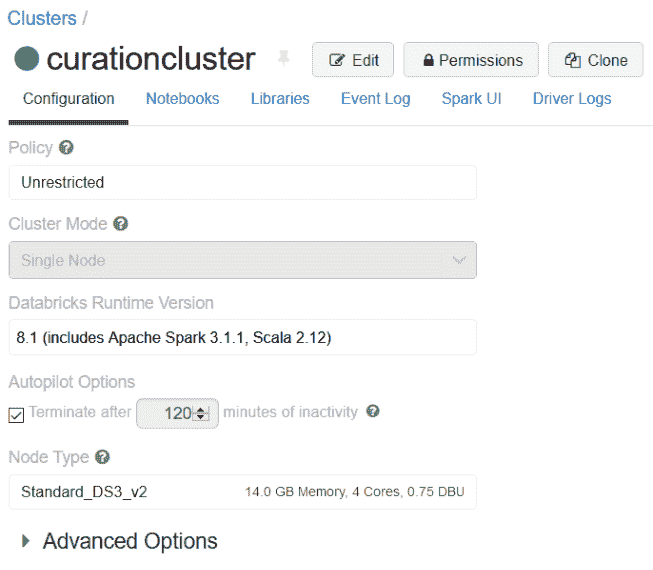 Clusters /
curationcluster Edit Permissions Clone
Configuration Notebooks Libraries Event Log Spark UI Driver Logs
Policy ?
Unrestricted
Cluster Mode ?
Single Node
Databricks Runtime Version
8.1 (includes Apache Spark 3.1.1, Scala 2.12)
Autopilot Options
Terminate after 120 minutes of inactivity ?
Node Type ?
Standard_DS3_v2 14.0 GB Memory, 4 Cores, 0.75 DBU
Advanced Options